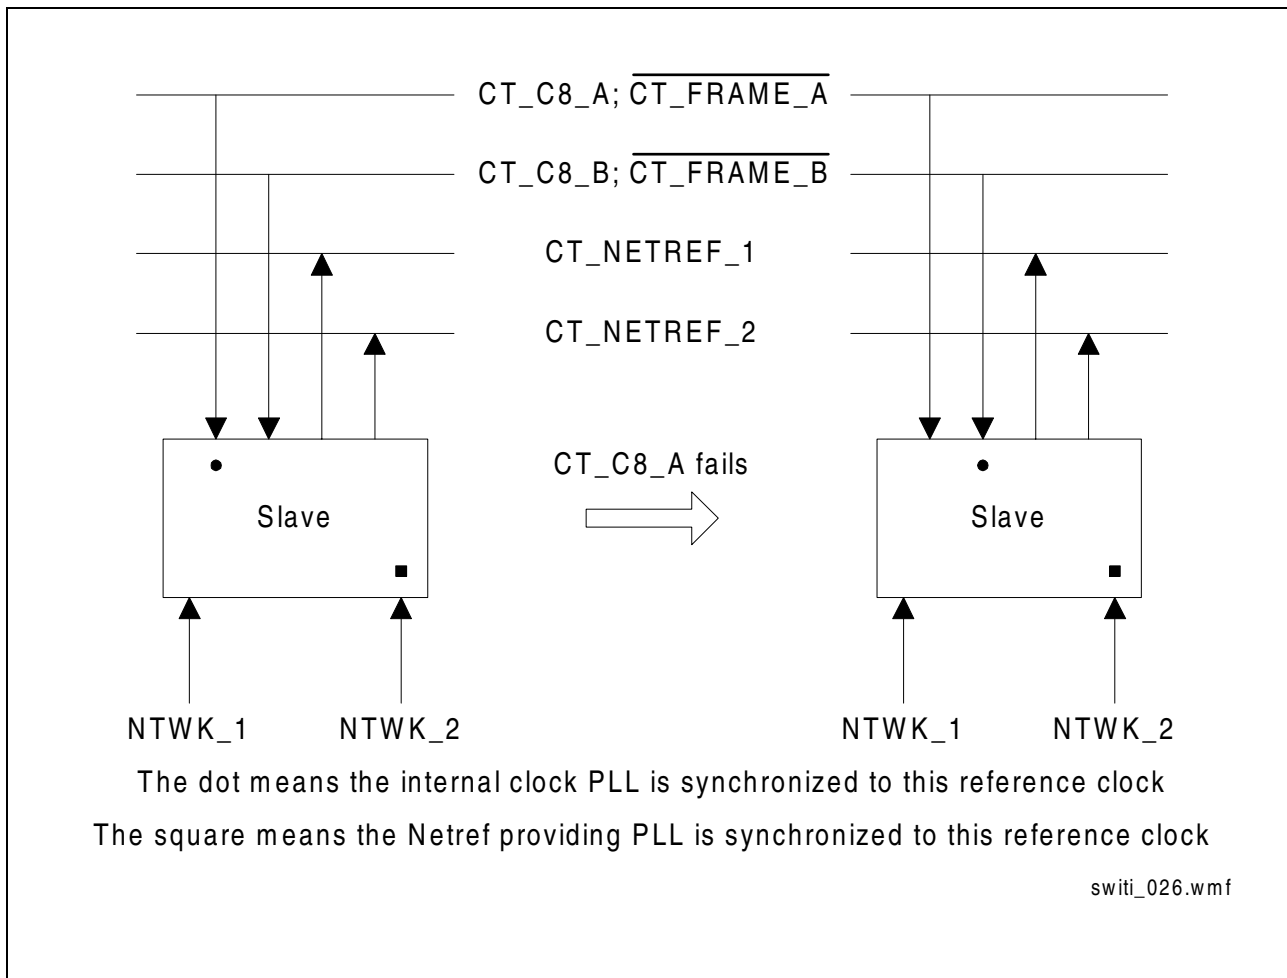 CT_C8_A; CT_FRAME_A
CT_C8_B; CT_FRAME_B
CT_NETREF_1
CT_NETREF_2
CT_C8_A fails
Slave
Slave
NTWK_1
NTWK_2
NTWK_1
NTWK_2
The dot means the internal clock PLL is synchronized to this reference clock
The square means the Netref providing PLL is synchronized to this reference clock
switi_026.wmf